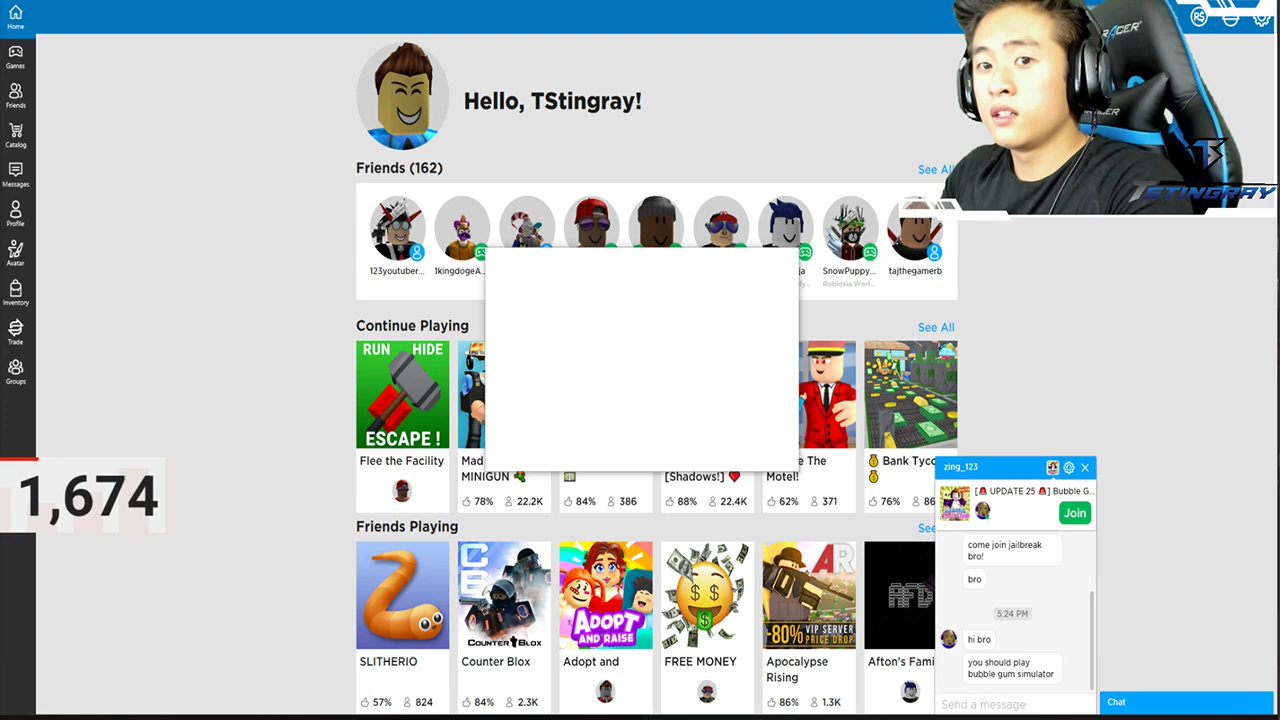 Home
Games
Friends
Catalog
Messages
Profile
Avatar
Inventory
Trade
Groups
1,674
Hello, TStingray!
Friends (162)
See All
123youtuber...
1kingdogeA...
SnowPuppy...
Robloxia Worl...
tajthegamerb
TSTINGRAY
Continue Playing
See All
RUN HIDE
ESCAPE!
Flee the Facility
Mad
MINIGUN
78% 22.2K
84% 386
[Shadows!]
88% 22.4K
The
Motel!
62% 371
Bank Tyco
76% 86
Friends Playing
See
COUNTER BLOX
ADOPT
AND RAISE
AR
-80% VIP SERVER
PRICE DROP
SLITHERIO
57% 824
Counter Blox
84% 2.3K
Adopt and
FREE MONEY
Apocalypse
Rising
86% 1.3K
Afton's Fami
zing_123
[ UPDATE 25 ] Bubble G...
Join
come join jailbreak
bro!
bro
5:24 PM
hi bro
you should play
bubble gum simulator
Send a message
Chat